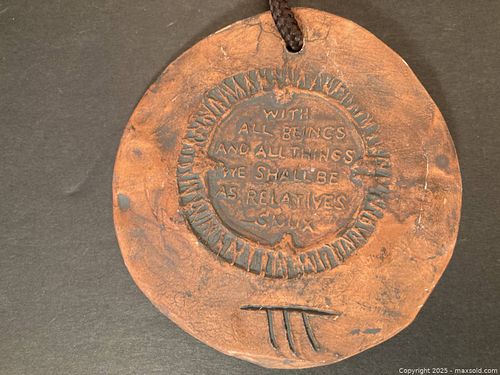 WITH
ALL BEINGS
AND ALL THINGS
WE SHALL BE
AS RELATIVES
SIOUX
Copyright 2025 - maxsold.com